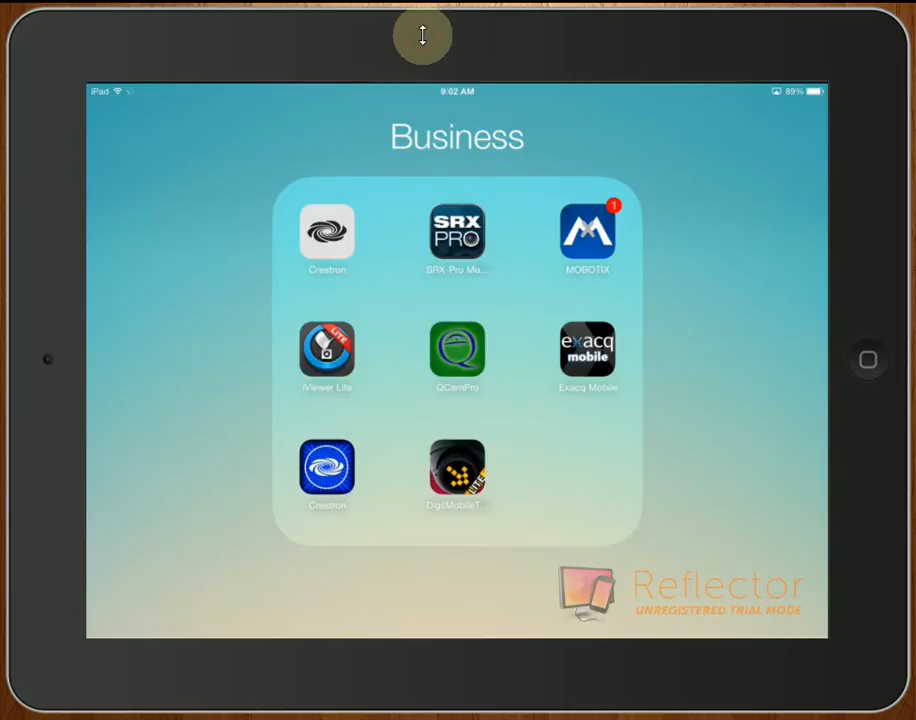 iPad
9:02 AM
89%
Business
SRX
PRO
1
Crestron
SRX-Pro Mo...
MOBOTIX
LITE
exacq
mobile
iViewer Lite
QCamPro
Exacq Mobile
LITE
Crestron
DigilMobileT...
Reflector
UNREGISTERED TRIAL MODE